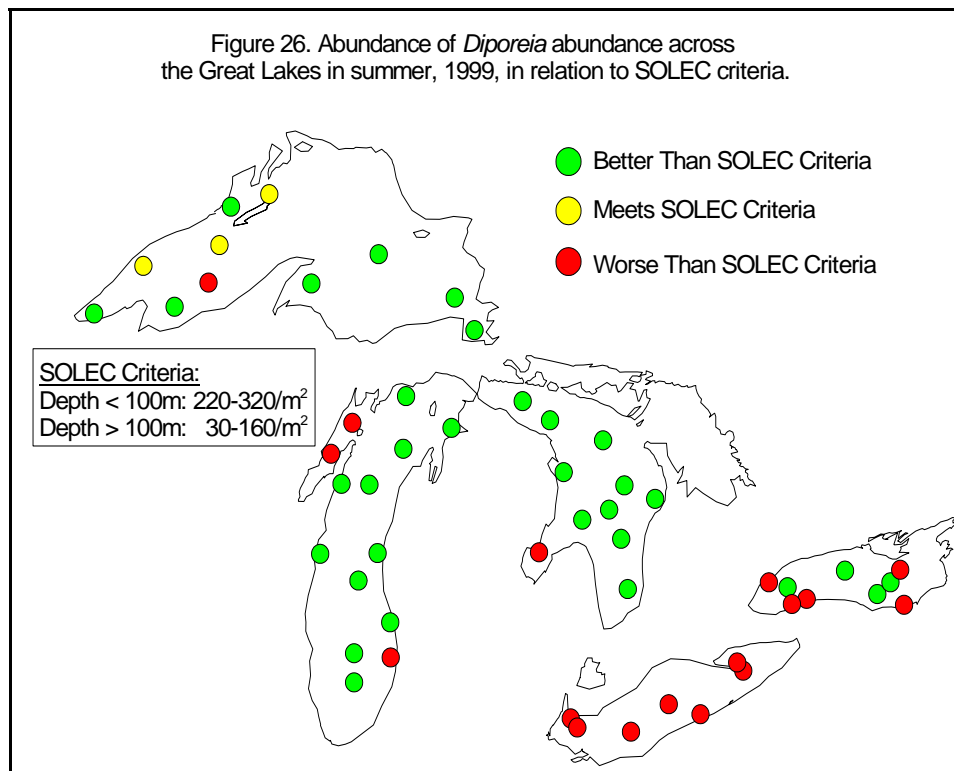 Figure 26. Abundance of Diporeia abundance across
the Great Lakes in summer, 1999, in relation to SOLEC criteria.
Better Than SOLEC Criteria
Meets SOLEC Criteria
Worse Than SOLEC Criteria
SOLEC Criteria:
Depth < 100m: 220-320/m²
Depth > 100m: 30-160/m²